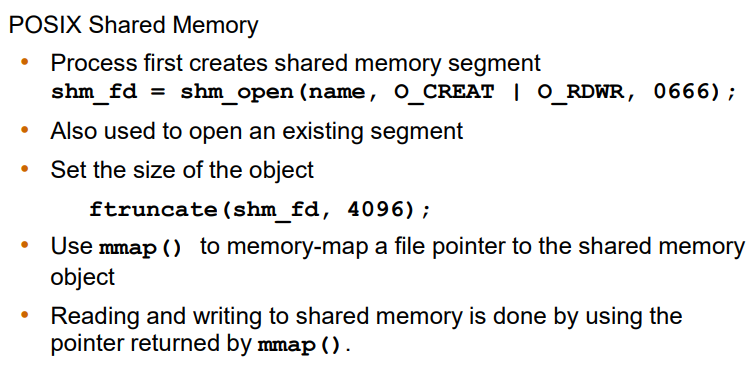 POSIX Shared Memory
• Process first creates shared memory segment
shm_fd = shm_open(name, O_CREAT | O_RDWR, 0666);
• Also used to open an existing segment
• Set the size of the object
ftruncate(shm_fd, 4096);
• Use mmap() to memory-map a file pointer to the shared memory
object
• Reading and writing to shared memory is done by using the
pointer returned by mmap().